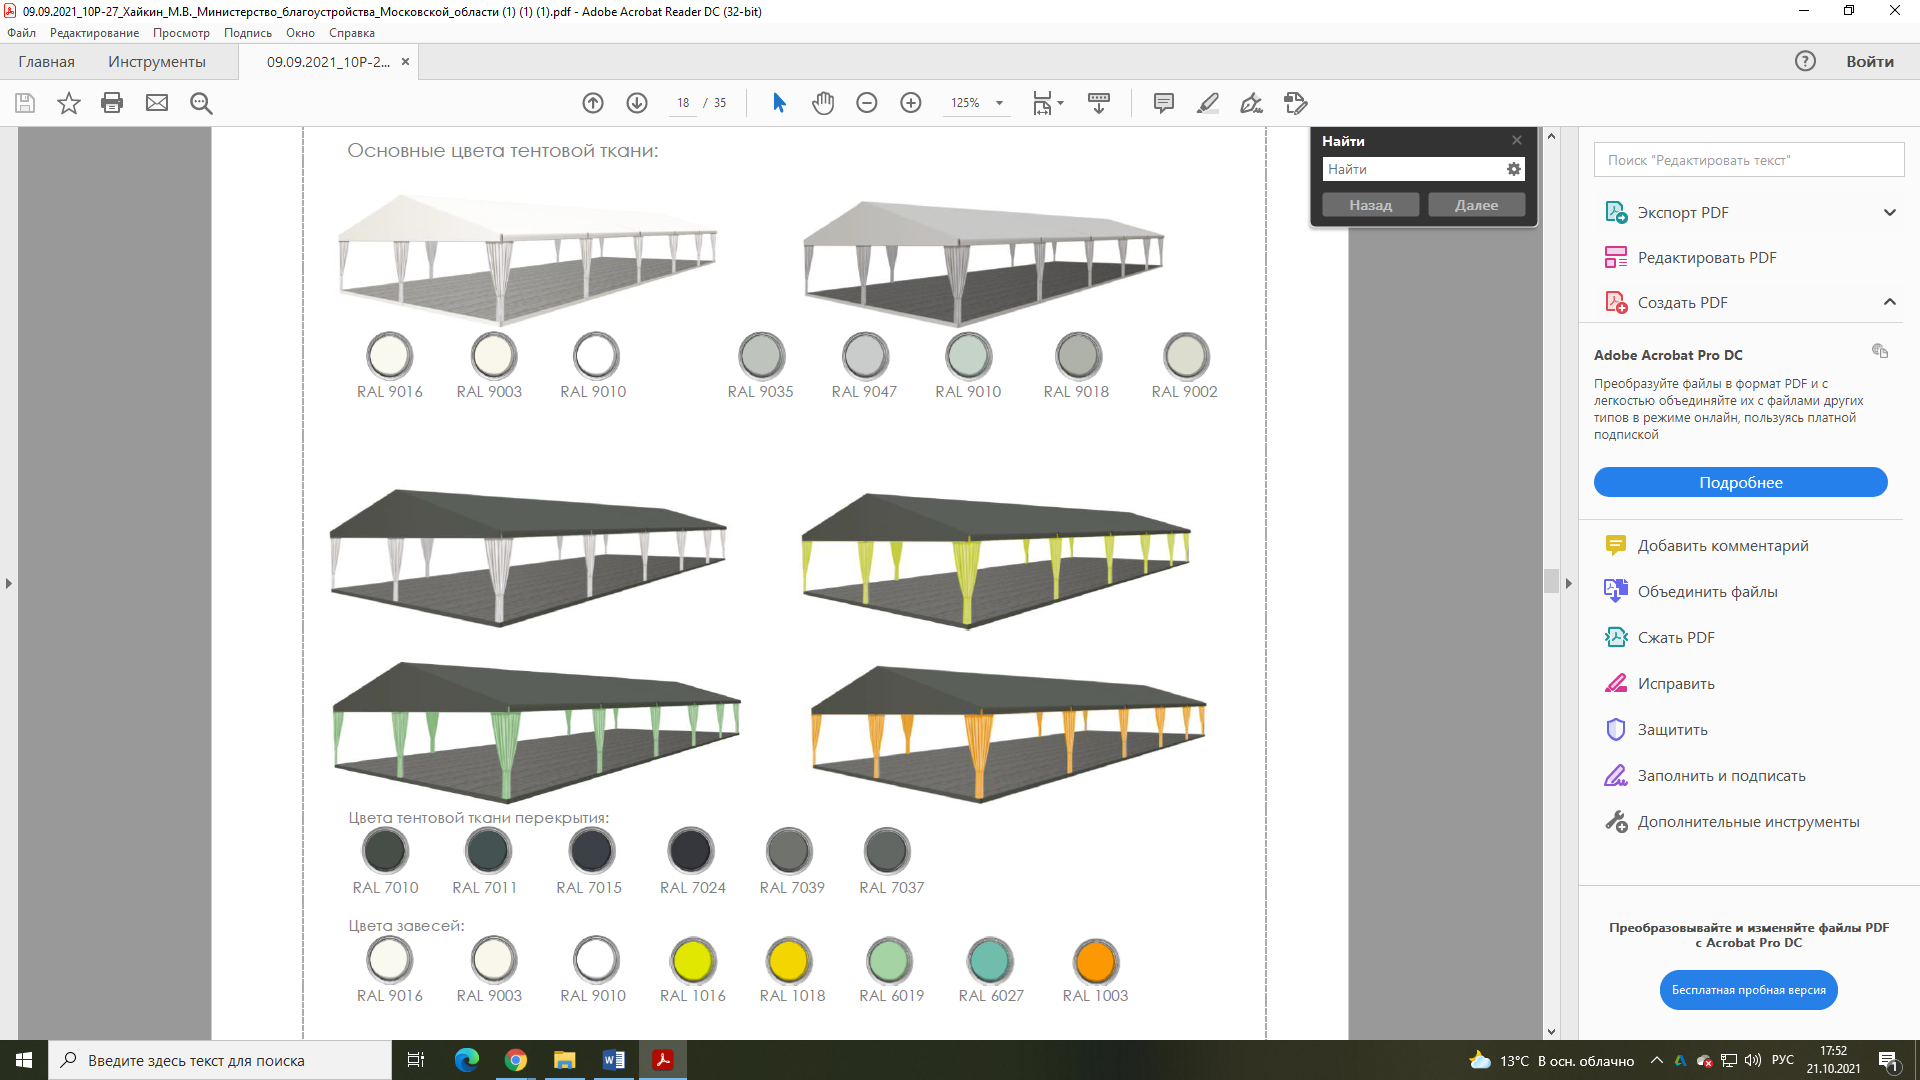 09.09.2021_10Р-27_Хайкин_М.В._Министерство_благоустройства_Московской_области (1) (1) (1).pdf - Adobe Acrobat Reader DC (32-bit)
Файл Редактирование Просмотр Подпись Окно Справка
Главная Инструменты 09.09.2021_10Р-2... × Войти
18 / 35 125%
Основные цвета тентовой ткани:
RAL 9016 RAL 9003 RAL 9010 RAL 9035 RAL 9047 RAL 9010 RAL 9018 RAL 9002
Цвета тентовой ткани перекрытия:
RAL 7010 RAL 7011 RAL 7015 RAL 7024 RAL 7039 RAL 7037
Цвета завесей:
RAL 9016 RAL 9003 RAL 9010 RAL 1016 RAL 1018 RAL 6019 RAL 6027 RAL 1003
Найти
Найти
Назад Далее
Поиск "Редактировать текст"
Экспорт PDF
Редактировать PDF
Создать PDF
Adobe Acrobat Pro DC
Преобразуйте файлы в формат PDF и с
легкостью объединяйте их с файлами других
типов в режиме онлайн, пользуясь платной
подпиской
Подробнее
Добавить комментарий
Объединить файлы
Сжать PDF
Исправить
Защитить
Заполнить и подписать
Дополнительные инструменты
Преобразовывайте и изменяйте файлы PDF
с Acrobat Pro DC
Бесплатная пробная версия
Введите здесь текст для поиска
13°C В осн. облачно
РУС
17:52
21.10.2021
1